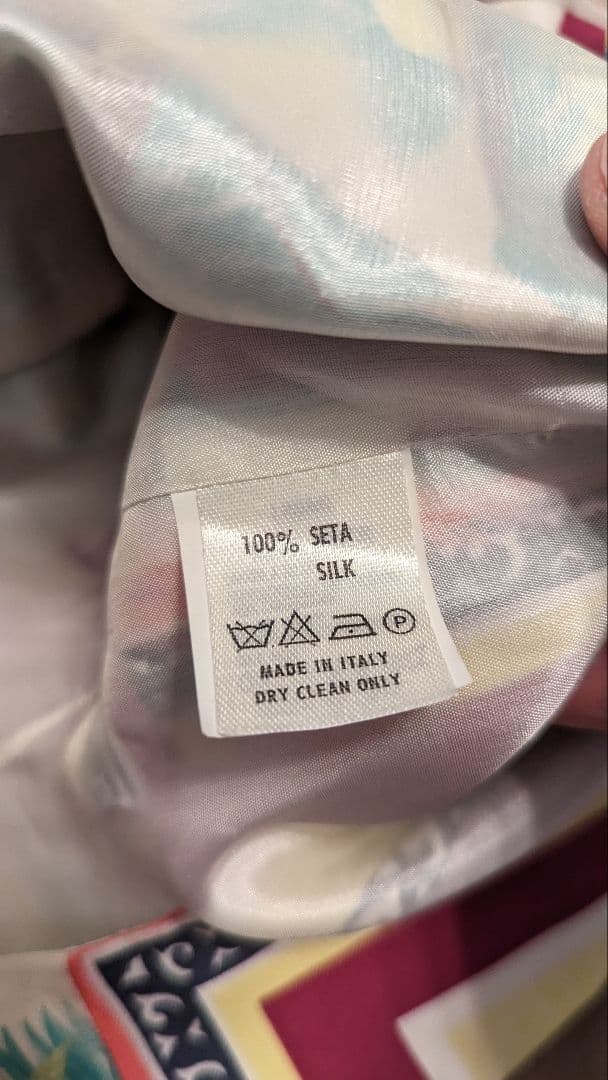 100% SETA
SILK
P
MADE IN ITALY
DRY CLEAN ONLY